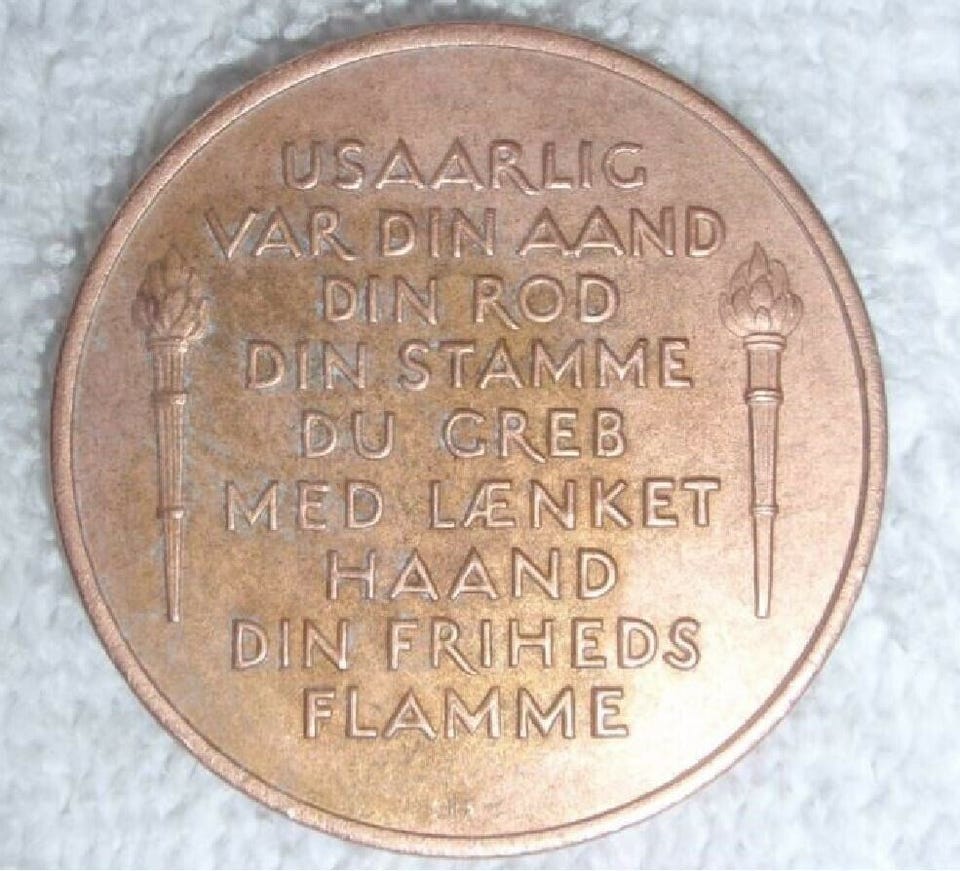 USAARLIG
VAR DIN AAND
DIN ROD
DIN STAMME
DU GREB
MED LÆNKET
HAAND
DIN FRIHEDS
FLAMME